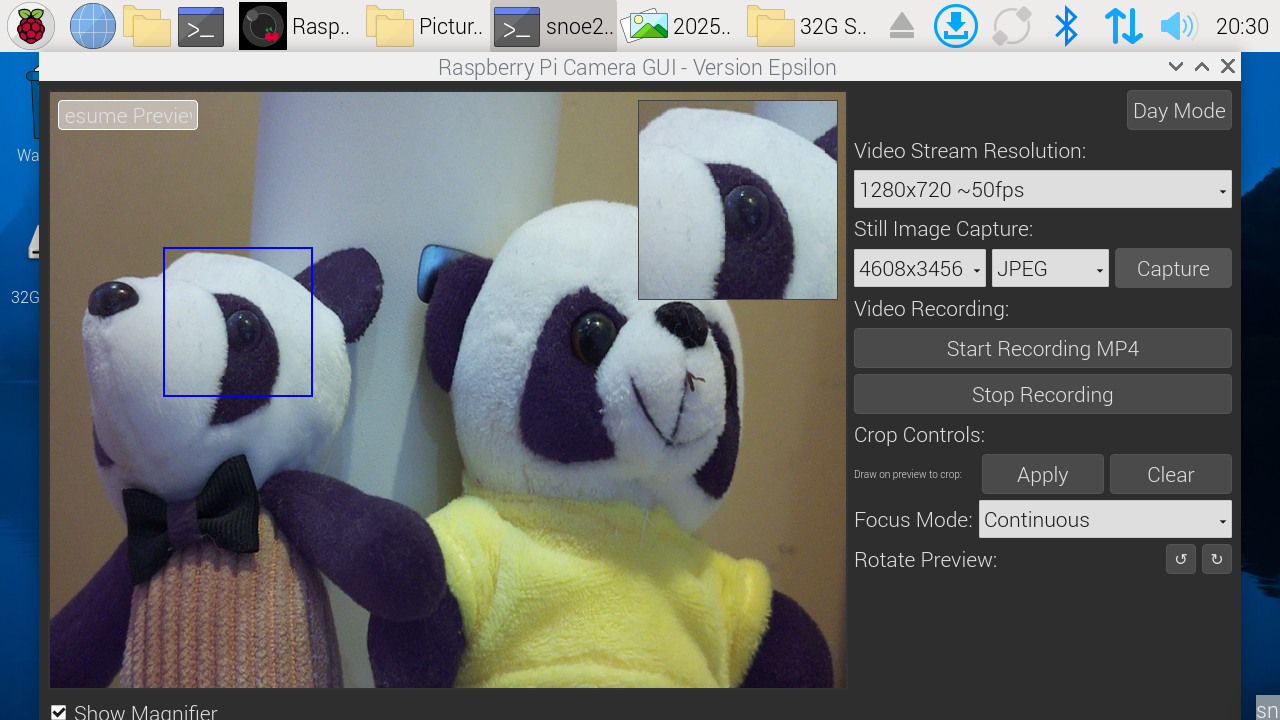 Rasp.. Pictur.. snoe2.. 2025.. 32G S.. 20:30
Raspberry Pi Camera GUI - Version Epsilon
Wa
32G
esume Previe
Day Mode
Video Stream Resolution:
1280x720 ~50fps
Still Image Capture:
4608x3456 JPEG Capture
Video Recording:
Start Recording MP4
Stop Recording
Crop Controls:
Draw on preview to crop: Apply Clear
Focus Mode: Continuous
Rotate Preview: ↺ ↻
Show Magnifier
sn